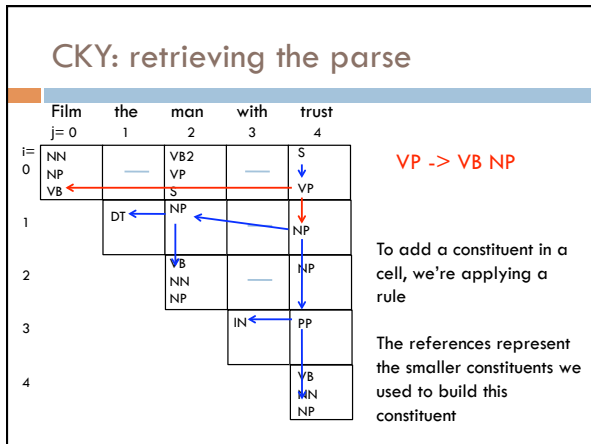 CKY: retrieving the parse
Film the man with trust
j= 0 1 2 3 4
i=
0
NN
NP
VB
VB2
VP
S
S
VP
VP -> VB NP
1
DT
NP
NP
To add a constituent in a
cell, we're applying a
rule
2
VB
NN
NP
NP
3
IN
PP
The references represent
the smaller constituents we
used to build this
constituent
4
VB
NN
NP